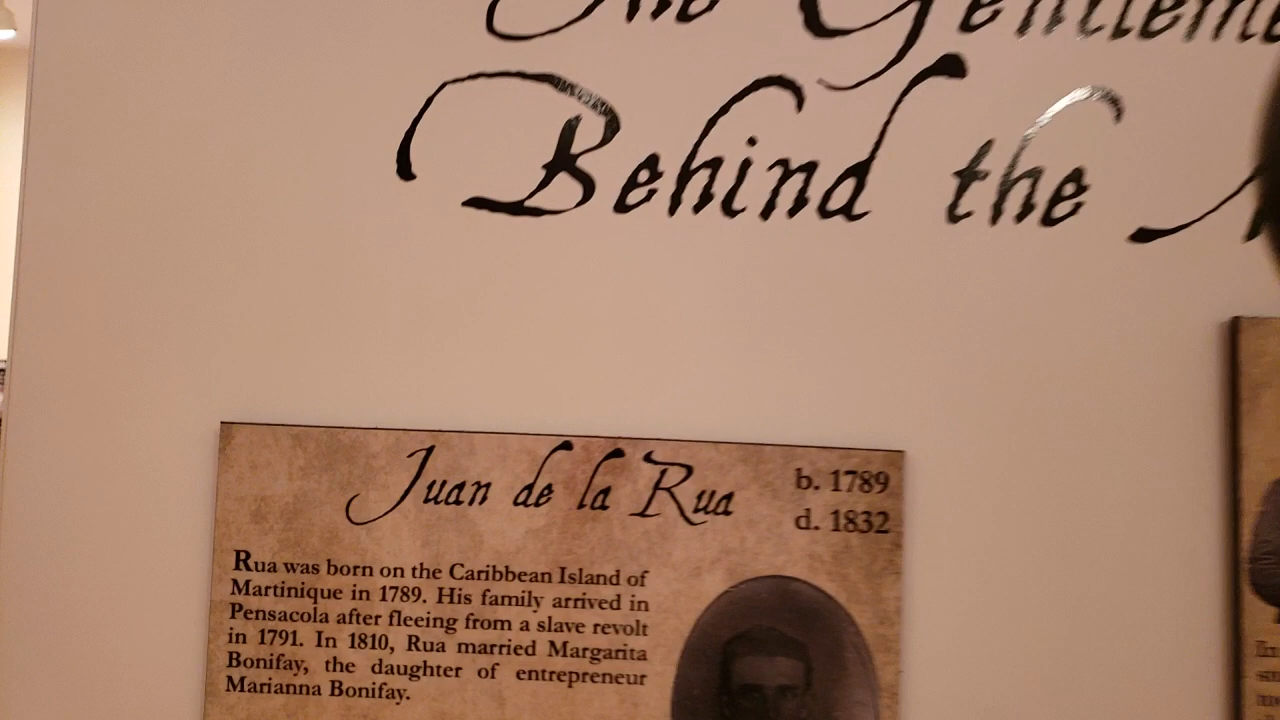 The Gentleme
Behind the
Juan de la Rua
b. 1789
d. 1832
Rua was born on the Caribbean Island of
Martinique in 1789. His family arrived in
Pensacola after fleeing from a slave revolt
in 1791. In 1810, Rua married Margarita
Bonifay, the daughter of entrepreneur
Marianna Bonifay.